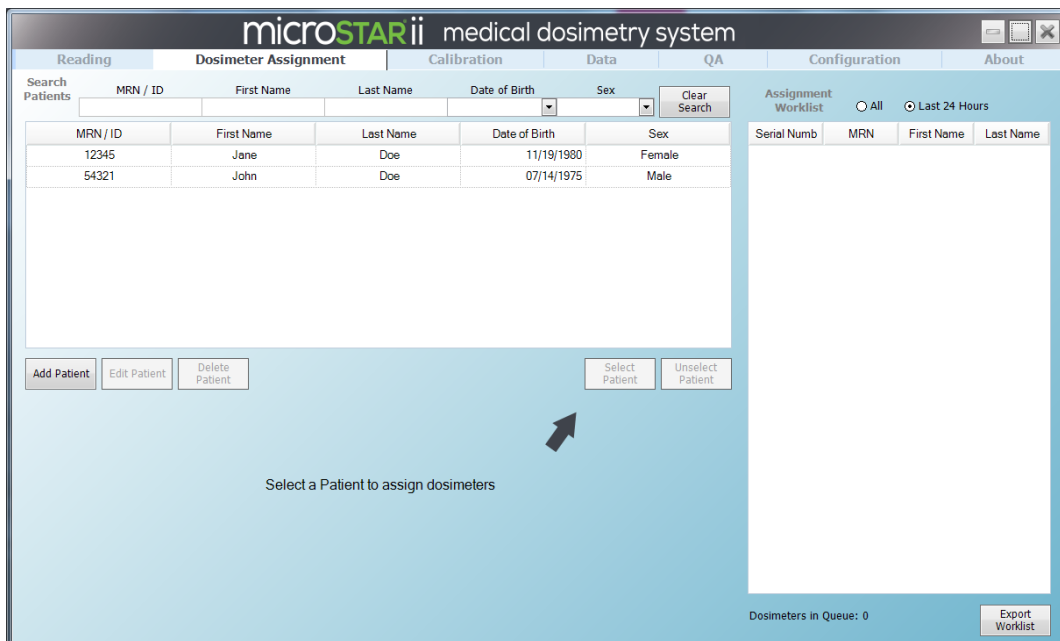 microSTARii medical dosimetry system
Reading Dosimeter Assignment Calibration Data QA Configuration About
Search Patients MRN / ID First Name Last Name Date of Birth Sex Clear Search
MRN / ID First Name Last Name Date of Birth Sex
12345 Jane Doe 11/19/1980 Female
54321 John Doe 07/14/1975 Male
Add Patient Edit Patient Delete Patient Select Patient Unselect Patient
Select a Patient to assign dosimeters
Assignment Worklist All Last 24 Hours
Serial Numb MRN First Name Last Name
Dosimeters in Queue: 0 Export Worklist